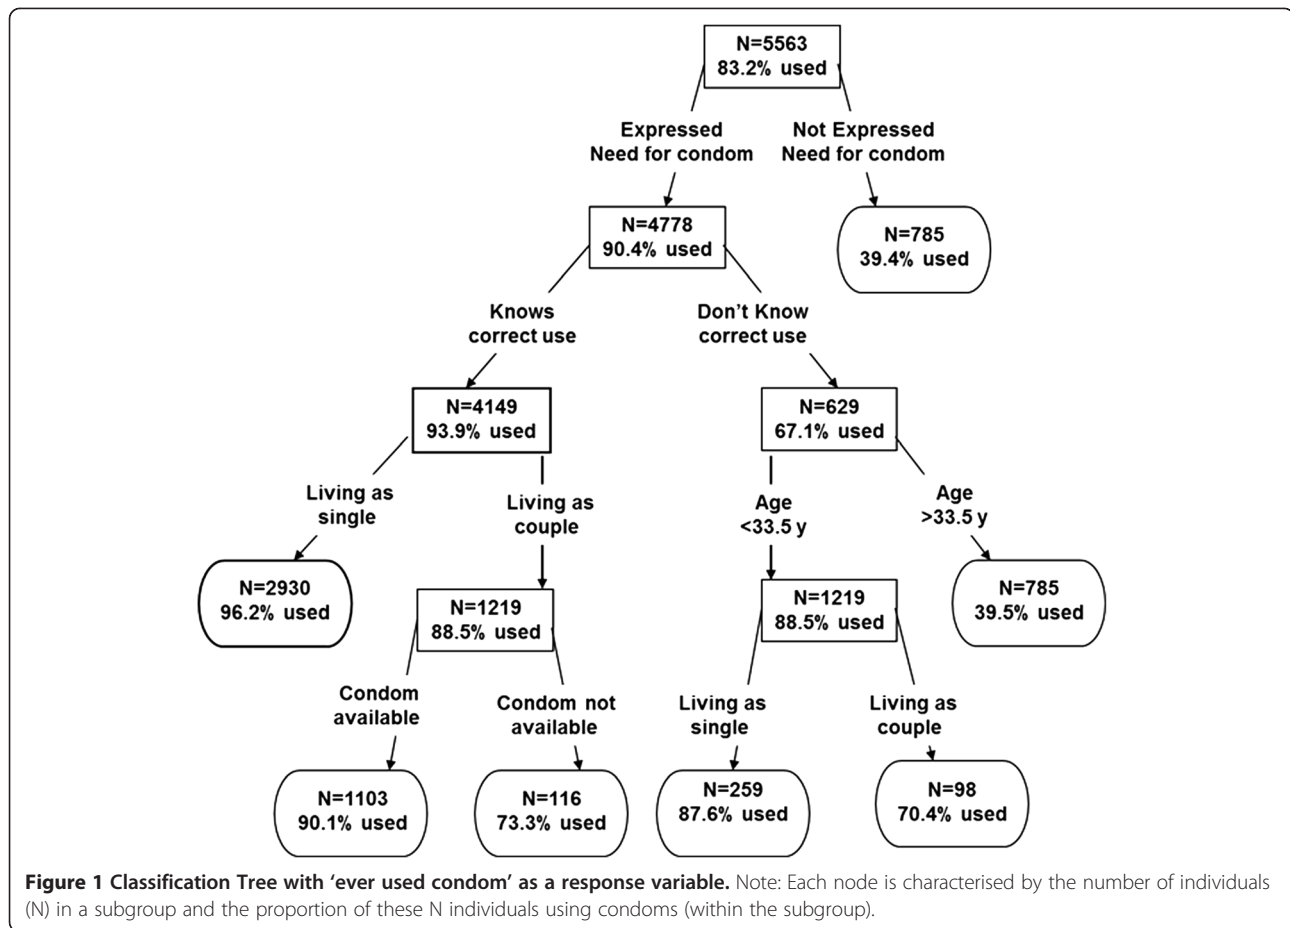 N=5563
83.2% used
Expressed
Need for condom
Not Expressed
Need for condom
N=4778
90.4% used
N=785
39.4% used
Knows
correct use
Don't Know
correct use
N=4149
93.9% used
N=629
67.1% used
Living as
single
Living as
couple
Age
<33.5 y
Age
>33.5 y
N=2930
96.2% used
N=1219
88.5% used
N=1219
88.5% used
N=785
39.5% used
Condom
available
Condom not
available
Living as
single
Living as
couple
N=1103
90.1% used
N=116
73.3% used
N=259
87.6% used
N=98
70.4% used
Figure 1 Classification Tree with ‘ever used condom’ as a response variable. Note: Each node is characterised by the number of individuals
(N) in a subgroup and the proportion of these N individuals using condoms (within the subgroup).